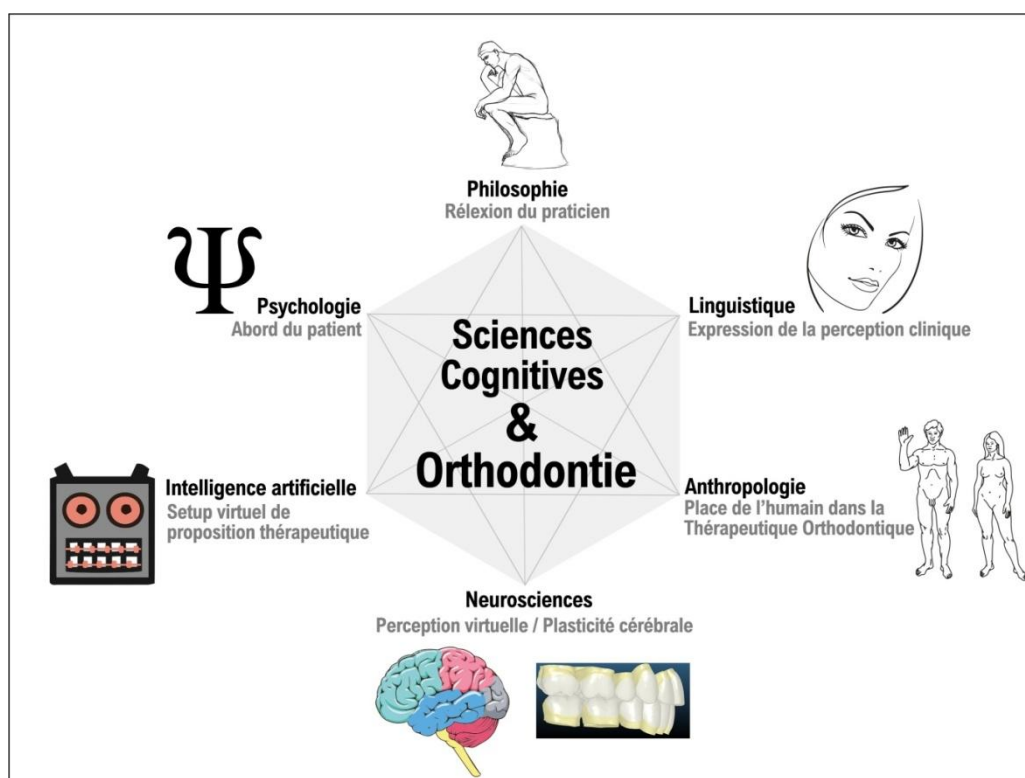 Philosophie
Rélexion du praticien
Psychologie
Abord du patient
Linguistique
Expression de la perception clinique
Sciences
Cognitives
&
Orthodontie
Intelligence artificielle
Setup virtuel de
proposition thérapeutique
Anthropologie
Place de l’humain dans la
Thérapeutique Orthodontique
Neurosciences
Perception virtuelle / Plasticité cérébrale